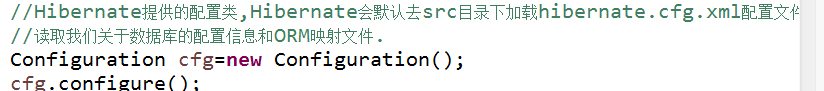 //Hibernate提供的配置类,Hibernate会默认去src目录下加载hibernate.cfg.xml配置文件
//读取我们关于数据库的配置信息和ORM映射文件.
Configuration cfg=new Configuration();
cfg.configure();